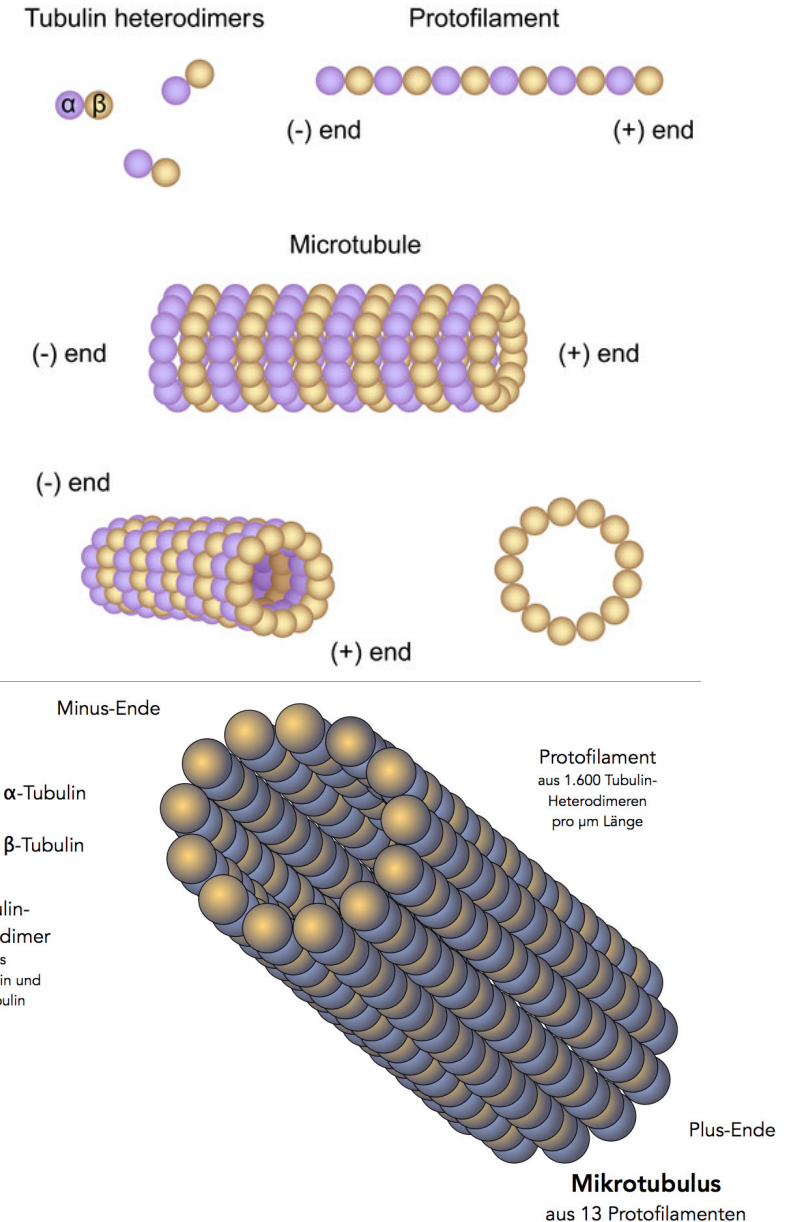 Tubulin heterodimers
Protofilament
α β
(-) end
(+) end
Microtubule
(-) end
(+) end
(-) end
(+) end
Minus-Ende
Protofilament
aus 1.600 Tubulin-
Heterodimeren
pro µm Länge
α-Tubulin
β-Tubulin
lin-
dimer
s
in und
ulin
Plus-Ende
Mikrotubulus
aus 13 Protofilamenten